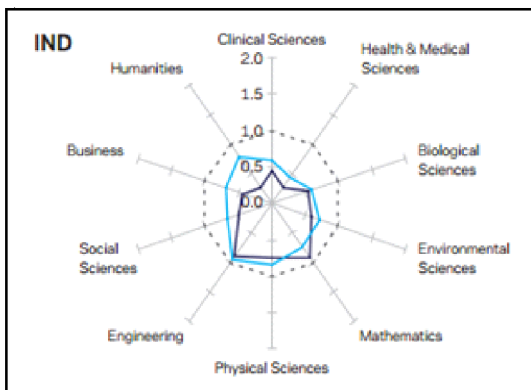 IND
Clinical Sciences
Health & Medical
Sciences
Humanities
2.0
1.5
1.0
0.5
0.0
Business
Biological
Sciences
Social
Sciences
Environmental
Sciences
Engineering
Mathematics
Physical Sciences